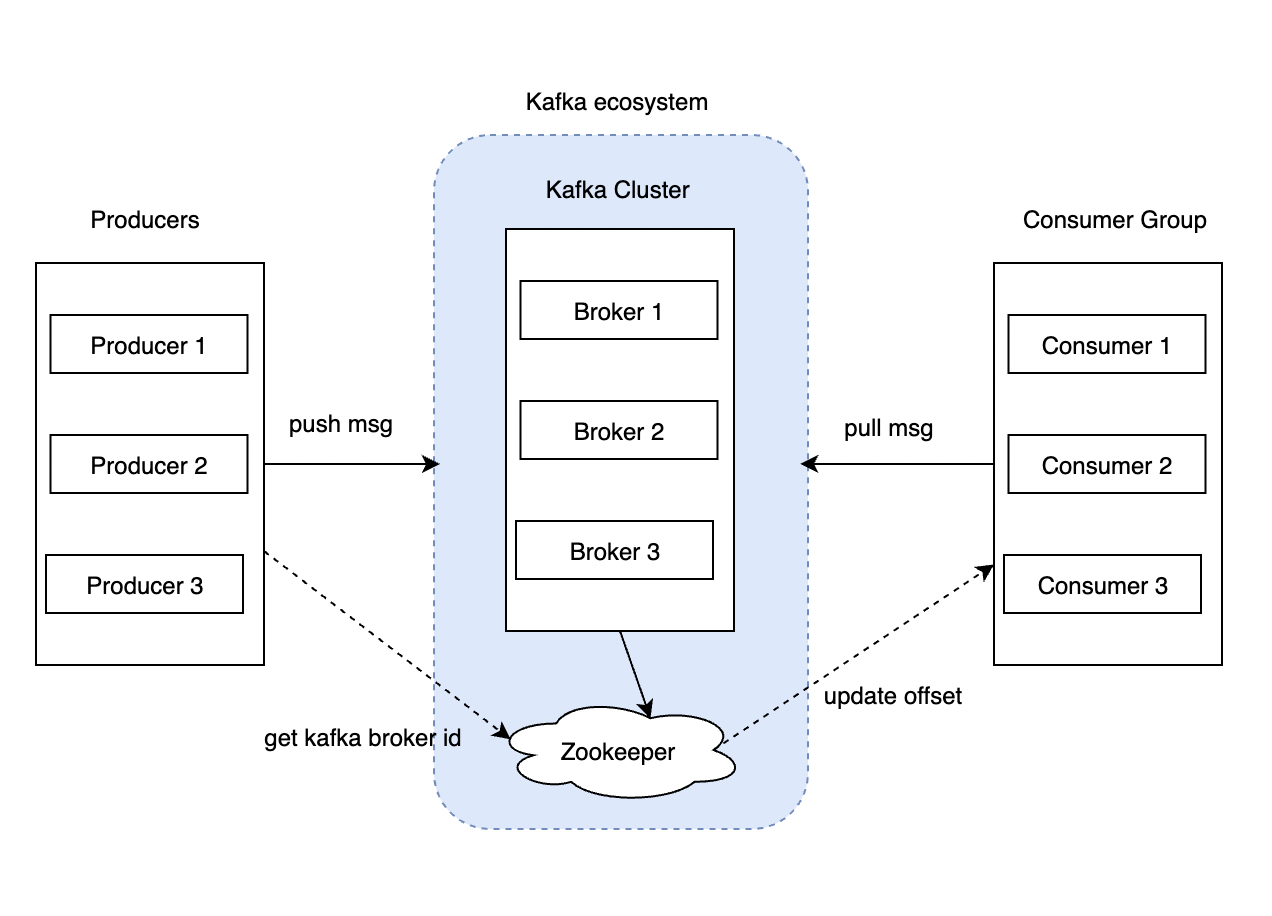 Kafka ecosystem
Kafka Cluster
Producers
Consumer Group
Producer 1
Broker 1
Consumer 1
push msg
Broker 2
pull msg
Producer 2
Consumer 2
Broker 3
Producer 3
Consumer 3
update offset
get kafka broker id
Zookeeper